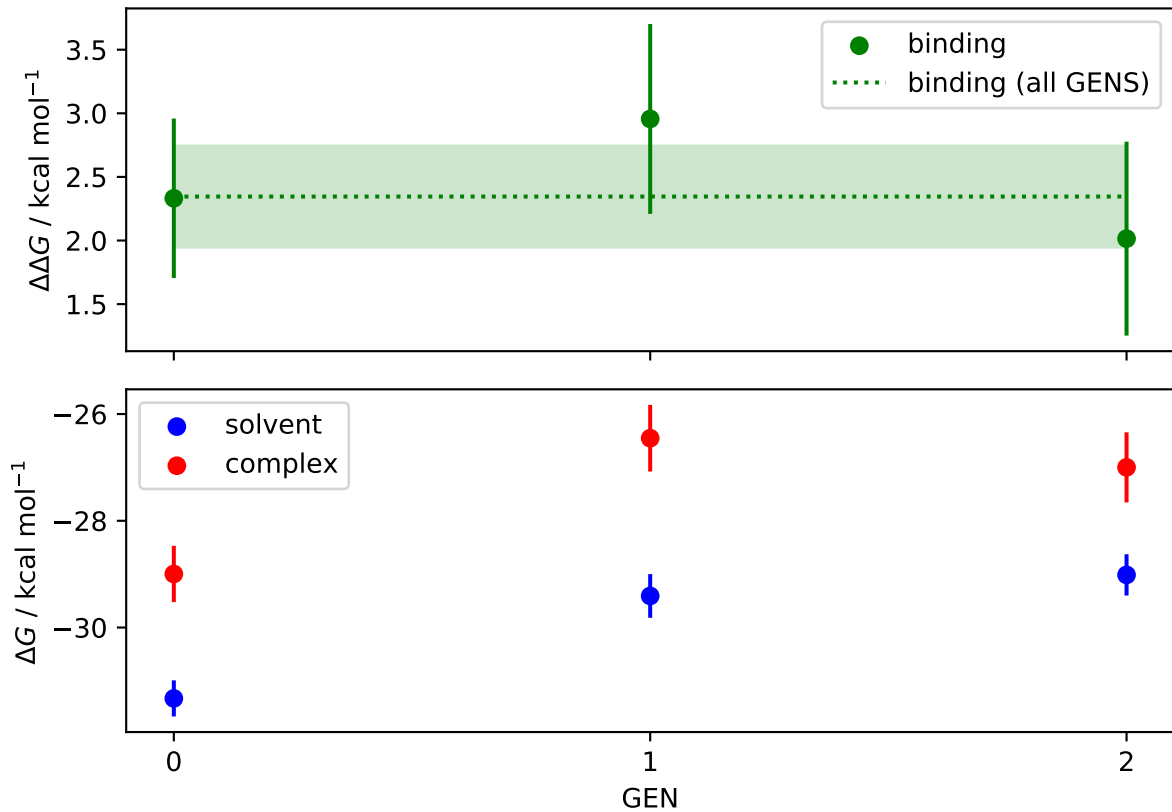 3.5
3.0
2.5
2.0
1.5
ΔΔG / kcal mol⁻¹
binding
binding (all GENS)
−26
−28
−30
ΔG / kcal mol⁻¹
solvent
complex
0 1 2
GEN